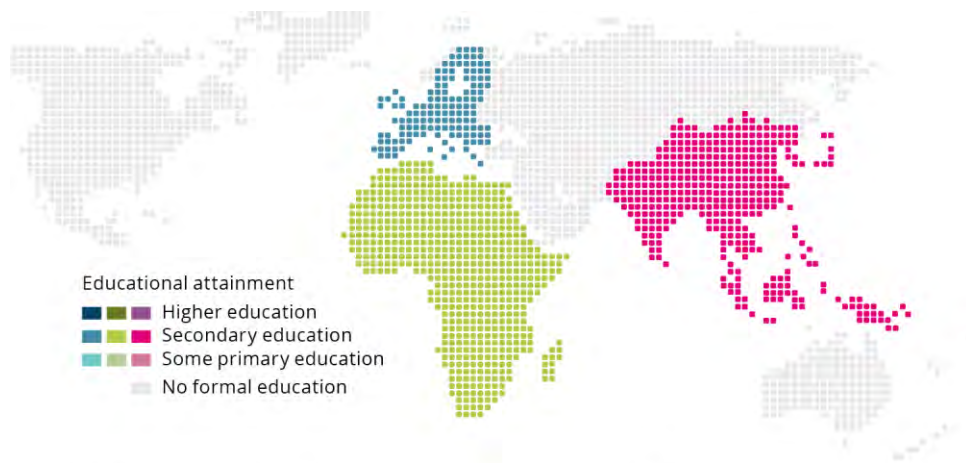 Educational attainment
Higher education
Secondary education
Some primary education
No formal education